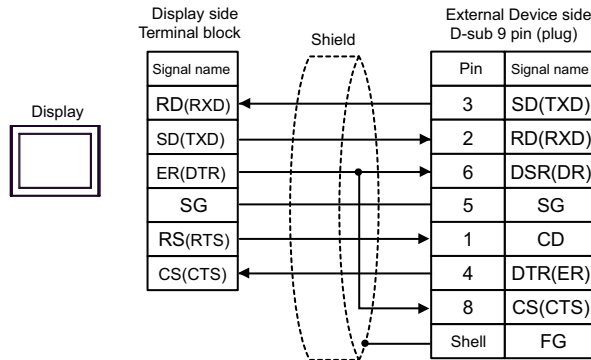 Display side
Terminal block
Shield
External Device side
D-sub 9 pin (plug)
Display
Signal name
Pin Signal name
RD(RXD) 3 SD(TXD)
SD(TXD) 2 RD(RXD)
ER(DTR) 6 DSR(DR)
SG 5 SG
RS(RTS) 1 CD
CS(CTS) 4 DTR(ER)
8 CS(CTS)
Shell FG